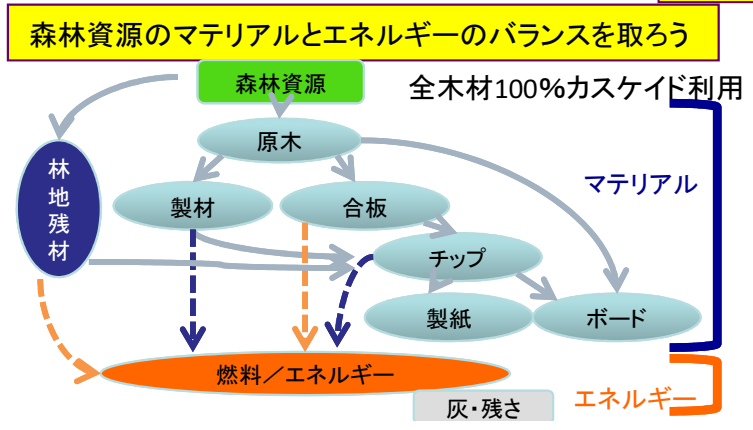 森林資源のマテリアルとエネルギーのバランスを取ろう
森林資源
全木材100%カスケイド利用
原木
林地残材
製材
合板
マテリアル
チップ
製紙
ボード
燃料／エネルギー
エネルギー
灰・残さ